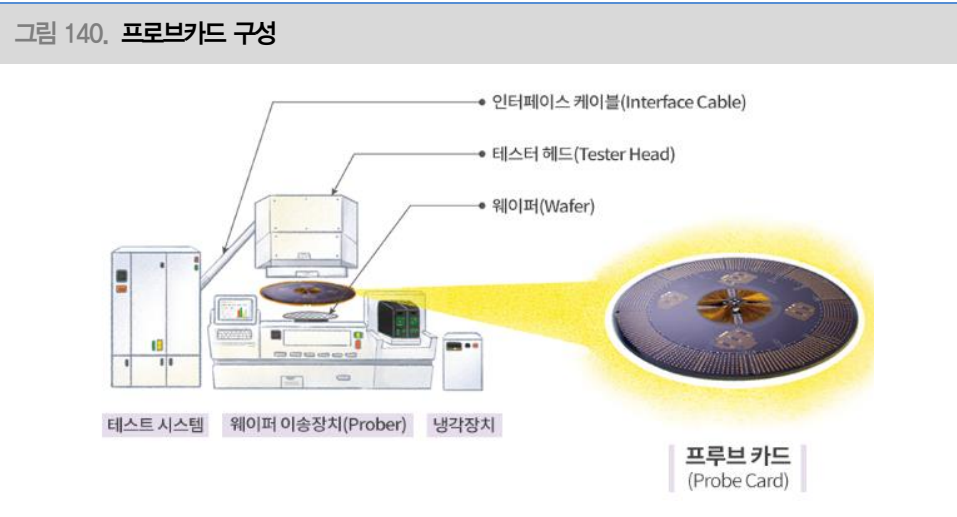 그림 140. 프로브카드 구성
인터페이스 케이블(Interface Cable)
테스터 헤드(Tester Head)
웨이퍼(Wafer)
테스트 시스템
웨이퍼 이송장치(Prober)
냉각장치
프루브 카드
(Probe Card)